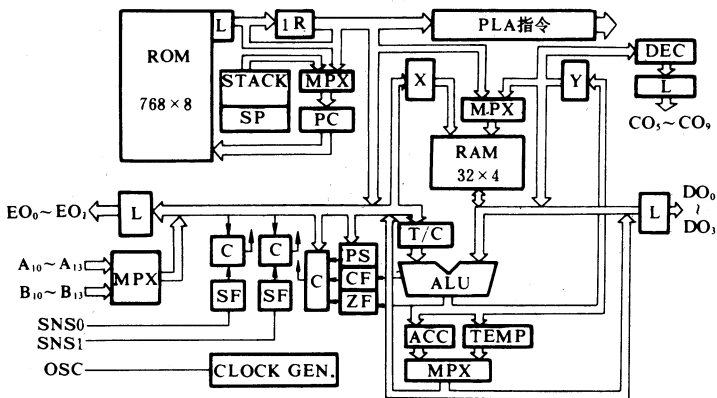 L
1R
PLA指令
ROM
768×8
STACK
MPX
SP
PC
X
MPX
Y
DEC
L
CO₅~CO₉
RAM
32×4
EO₀~EO₁
L
L
DO₀
~
DO₃
T/C
A₁₀~A₁₃
B₁₀~B₁₃
MPX
C
C
C
PS
CF
ZF
ALU
SF
SF
SNS0
SNS1
ACC
TEMP
MPX
OSC
CLOCK GEN.